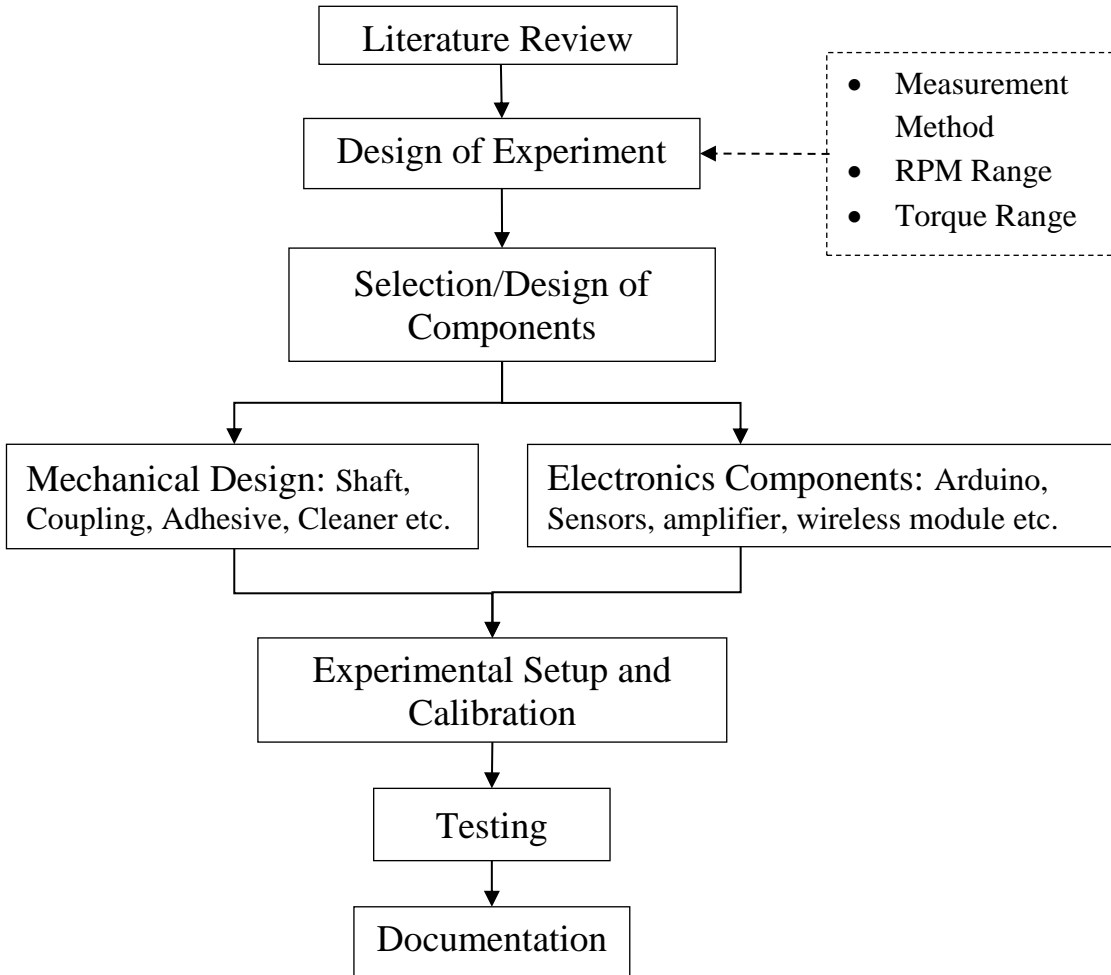 Literature Review
Design of Experiment
• Measurement
Method
• RPM Range
• Torque Range
Selection/Design of
Components
Mechanical Design: Shaft,
Coupling, Adhesive, Cleaner etc.
Electronics Components: Arduino,
Sensors, amplifier, wireless module etc.
Experimental Setup and
Calibration
Testing
Documentation